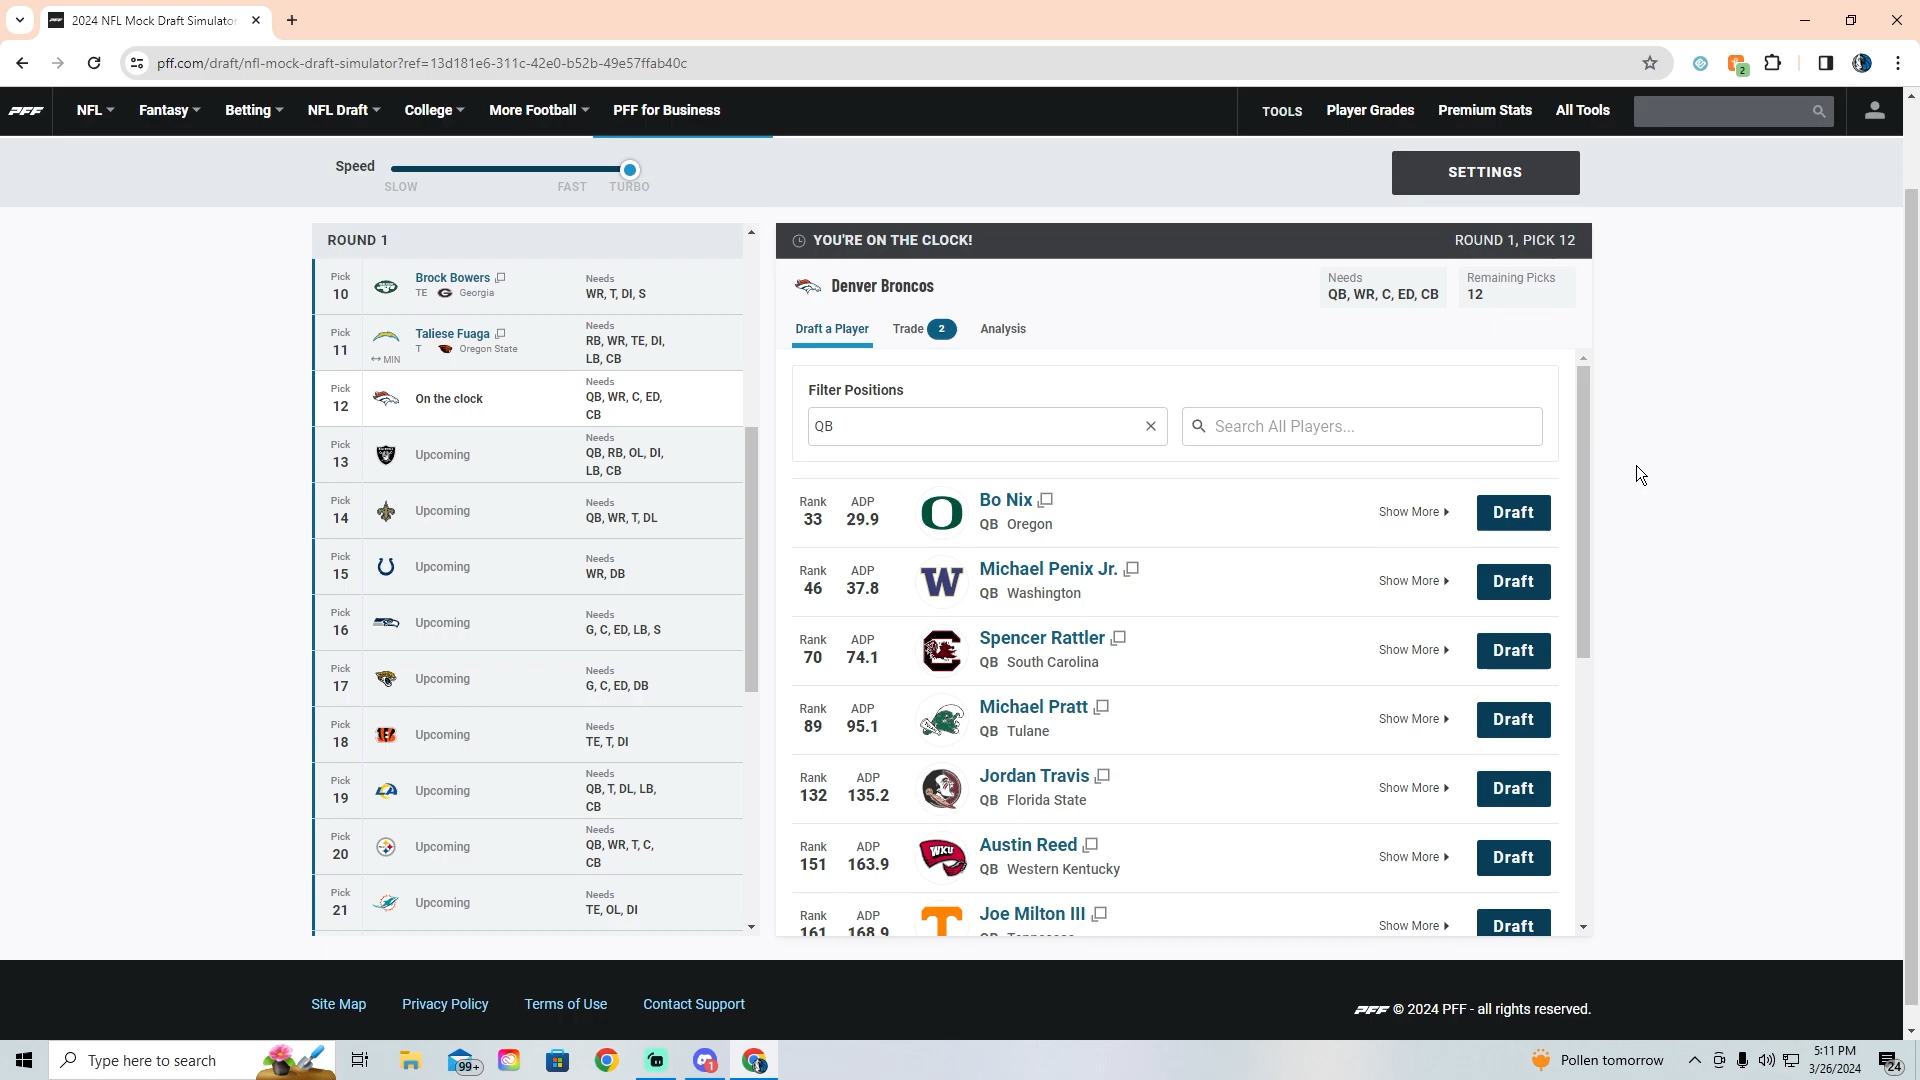 2024 NFL Mock Draft Simulator
pff.com/draft/nfl-mock-draft-simulator?ref=13d181e6-311c-42e0-b52b-49e57ffab40c
2
PFF NFL Fantasy Betting NFL Draft College More Football PFF for Business TOOLS Player Grades Premium Stats All Tools
Speed
SLOW FAST TURBO
SETTINGS
ROUND 1
Pick 10 Brock Bowers Needs
TE Georgia WR, T, DI, S
Pick 11 Taliese Fuaga Needs
T Oregon State RB, WR, TE, DI,
↔ MIN LB, CB
Pick 12 On the clock Needs
QB, WR, C, ED,
CB
Pick 13 Upcoming Needs
QB, RB, OL, DI,
LB, CB
Pick 14 Upcoming Needs
QB, WR, T, DL
Pick 15 Upcoming Needs
WR, DB
Pick 16 Upcoming Needs
G, C, ED, LB, S
Pick 17 Upcoming Needs
G, C, ED, DB
Pick 18 Upcoming Needs
TE, T, DI
Pick 19 Upcoming Needs
QB, T, DL, LB,
CB
Pick 20 Upcoming Needs
QB, WR, T, C,
CB
Pick 21 Upcoming Needs
TE, OL, DI
YOU'RE ON THE CLOCK! ROUND 1, PICK 12
Denver Broncos
Needs
QB, WR, C, ED, CB
Remaining Picks
12
Draft a Player Trade 2 Analysis
Filter Positions
QB Search All Players...
Rank ADP Bo Nix
33 29.9 QB Oregon Show More Draft
Rank ADP Michael Penix Jr.
46 37.8 QB Washington Show More Draft
Rank ADP Spencer Rattler
70 74.1 QB South Carolina Show More Draft
Rank ADP Michael Pratt
89 95.1 QB Tulane Show More Draft
Rank ADP Jordan Travis
132 135.2 QB Florida State Show More Draft
Rank ADP Austin Reed
151 163.9 QB Western Kentucky Show More Draft
Rank ADP Joe Milton III
161 168.9 QB Tennessee Show More Draft
Site Map Privacy Policy Terms of Use Contact Support
PFF © 2024 PFF - all rights reserved.
Type here to search
99+
1
Pollen tomorrow
5:11 PM
3/26/2024
24